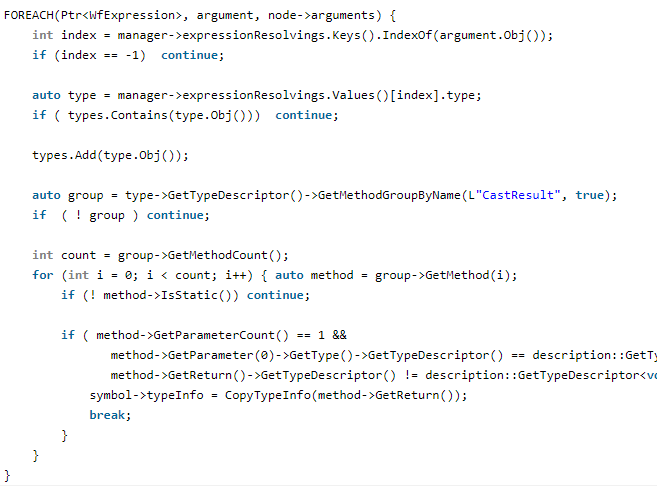 FOREACH(Ptr<WfExpression>, argument, node->arguments) {
    int index = manager->expressionResolvings.Keys().IndexOf(argument.Obj());
    if (index == -1)  continue;

    auto type = manager->expressionResolvings.Values()[index].type;
    if ( types.Contains(type.Obj()))  continue;

    types.Add(type.Obj());

    auto group = type->GetTypeDescriptor()->GetMethodGroupByName(L"CastResult", true);
    if  ( ! group ) continue;

    int count = group->GetMethodCount();
    for (int i = 0; i < count; i++) { auto method = group->GetMethod(i);
        if (! method->IsStatic()) continue;

        if ( method->GetParameterCount() == 1 &&
              method->GetParameter(0)->GetType()->GetTypeDescriptor() == description::GetTy
              method->GetReturn()->GetTypeDescriptor() != description::GetTypeDescriptor<vo
            symbol->typeInfo = CopyTypeInfo(method->GetReturn());
            break;
        }
    }
}